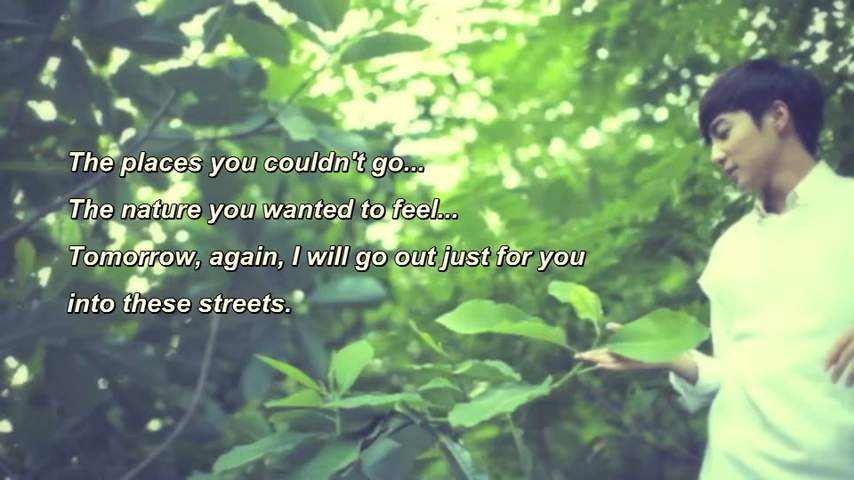 The places you couldn't go...
The nature you wanted to feel...
Tomorrow, again, I will go out just for you
into these streets.